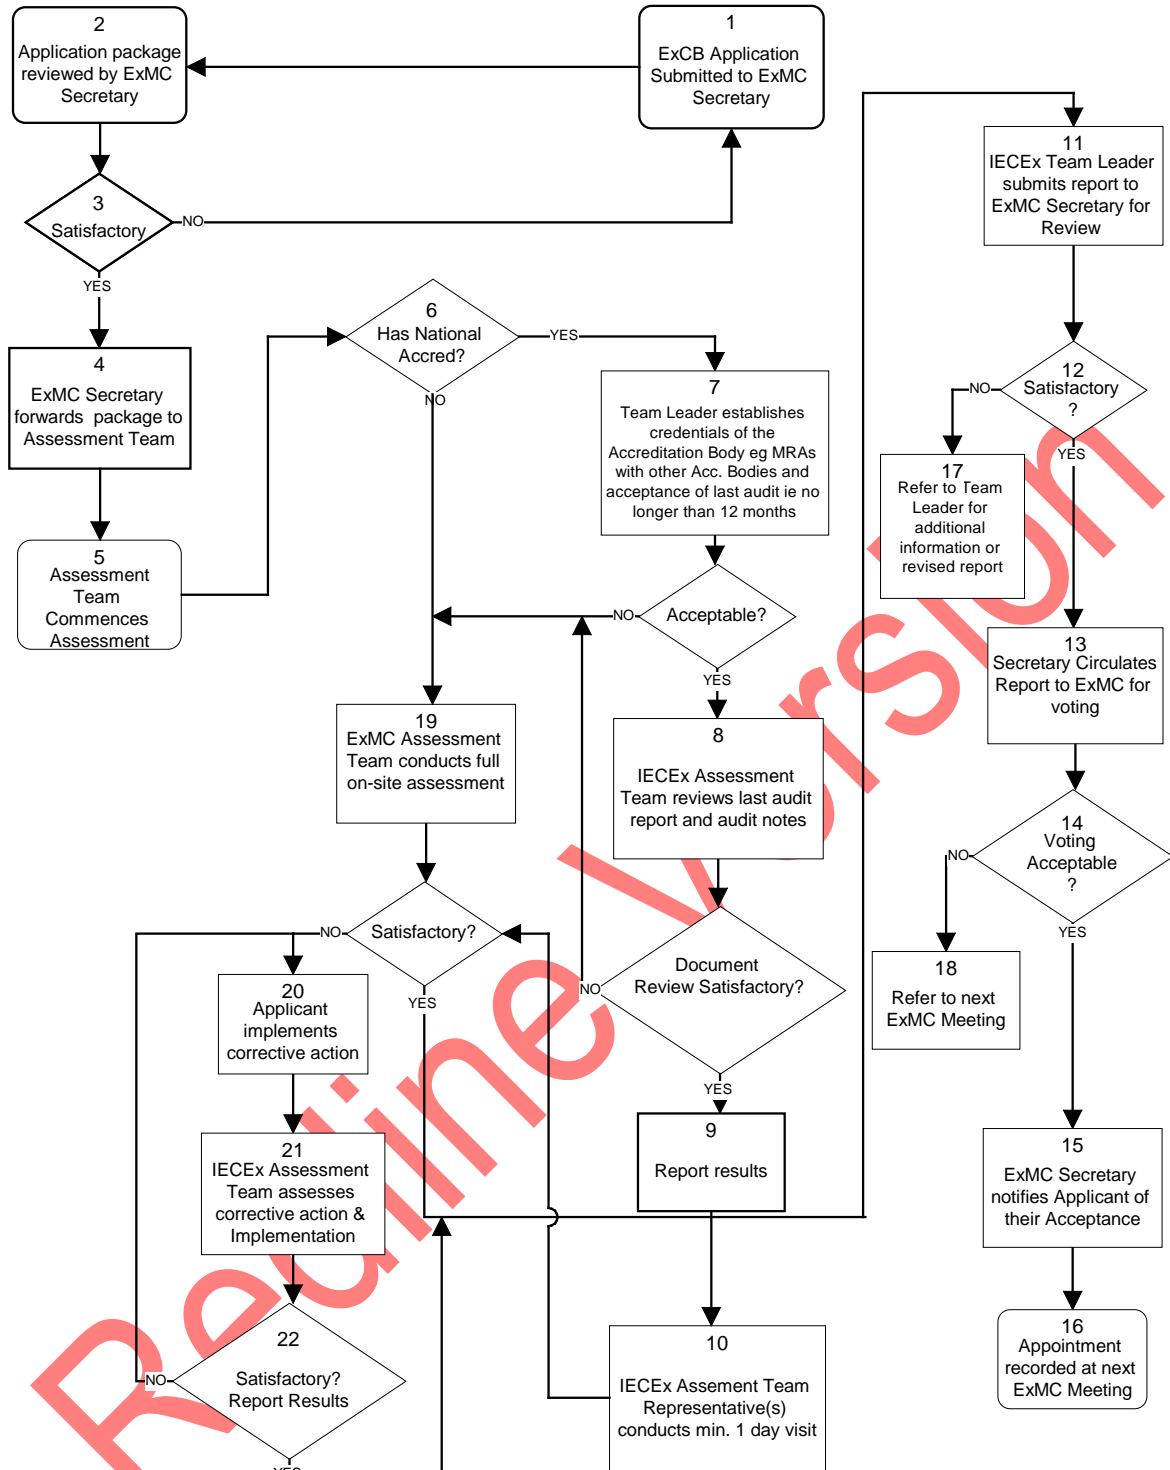 2
Application package
reviewed by ExMC
Secretary
1
ExCB Application
Submitted to ExMC
Secretary
3
Satisfactory
NO
YES
4
ExMC Secretary
forwards package to
Assessment Team
5
Assessment
Team
Commences
Assessment
6
Has National
Accred?
YES
NO
7
Team Leader establishes
credentials of the
Accreditation Body eg MRAs
with other Acc. Bodies and
acceptance of last audit ie no
longer than 12 months
Acceptable?
NO
YES
8
IECEx Assessment
Team reviews last audit
report and audit notes
Document
Review Satisfactory?
NO
YES
9
Report results
10
IECEx Assement Team
Representative(s)
conducts min. 1 day visit
19
ExMC Assessment
Team conducts full
on-site assessment
Satisfactory?
NO
YES
20
Applicant
implements
corrective action
21
IECEx Assessment
Team assesses
corrective action &
Implementation
22
Satisfactory?
Report Results
NO
YES
11
IECEx Team Leader
submits report to
ExMC Secretary for
Review
12
Satisfactory
?
NO
YES
17
Refer to Team
Leader for
additional
information or
revised report
13
Secretary Circulates
Report to ExMC for
voting
14
Voting
Acceptable
?
NO
YES
18
Refer to next
ExMC Meeting
15
ExMC Secretary
notifies Applicant of
their Acceptance
16
Appointment
recorded at next
ExMC Meeting
Redline Version